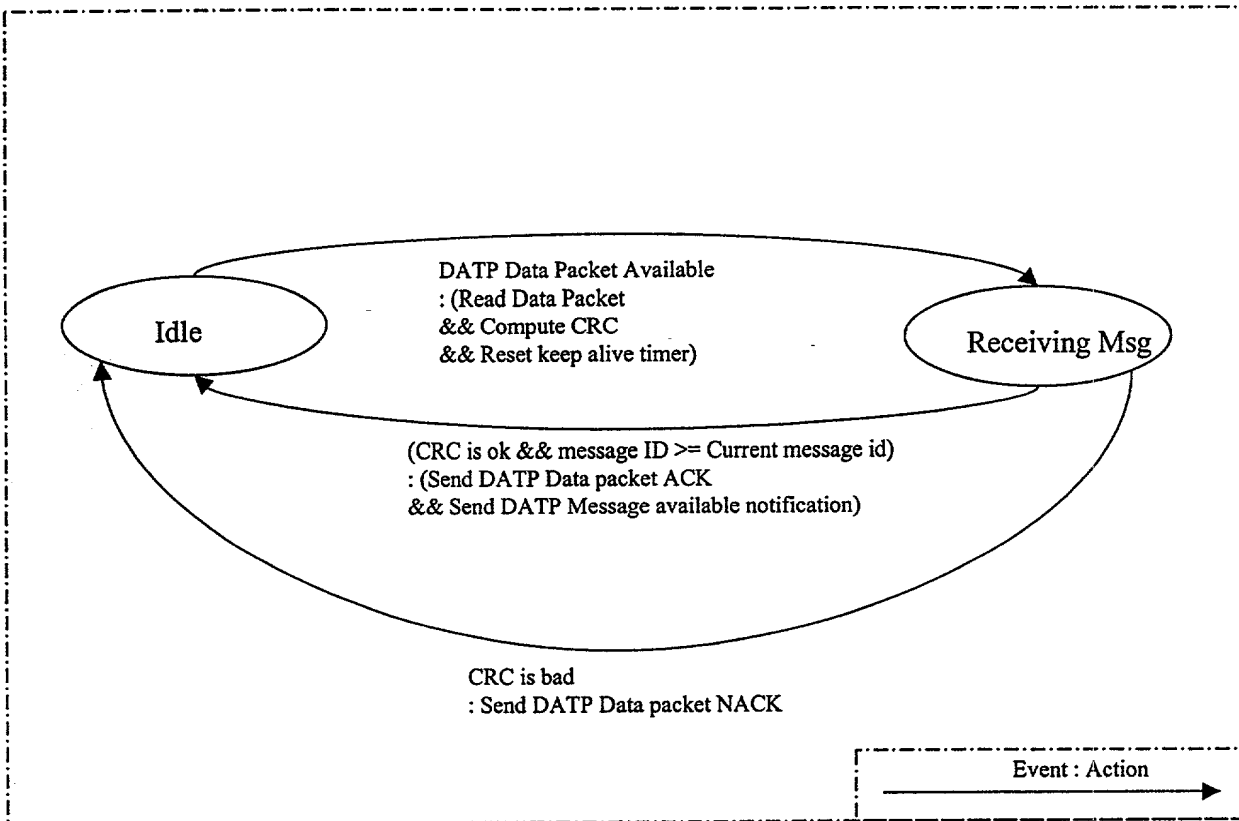 DATP Data Packet Available
: (Read Data Packet
&& Compute CRC
&& Reset keep alive timer)
Idle
Receiving Msg
(CRC is ok && message ID >= Current message id)
: (Send DATP Data packet ACK
&& Send DATP Message available notification)
CRC is bad
: Send DATP Data packet NACK
Event : Action